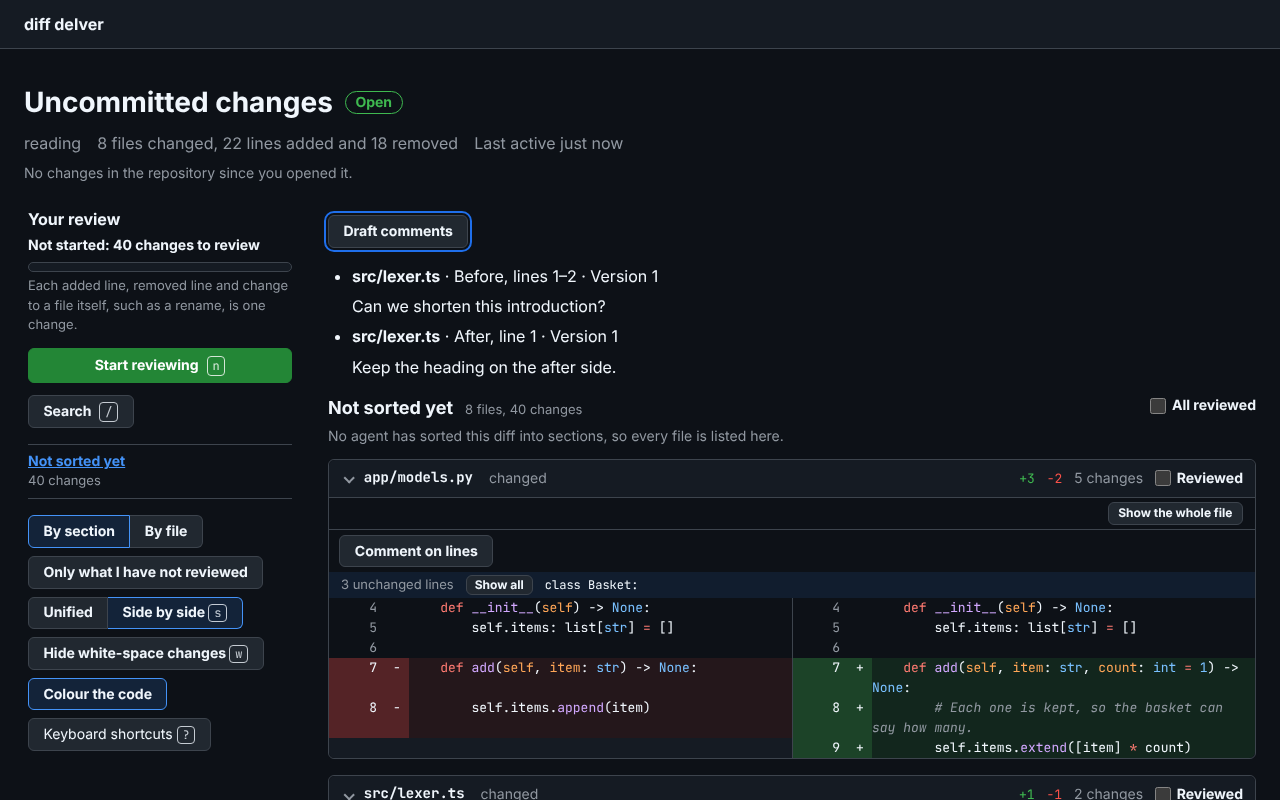 diff delver
Uncommitted changes Open
reading 8 files changed, 22 lines added and 18 removed Last active just now
No changes in the repository since you opened it.
Your review
Not started: 40 changes to review
Each added line, removed line and change
to a file itself, such as a rename, is one
change.
Start reviewing n
Search /
Not sorted yet
40 changes
By section By file
Only what I have not reviewed
Unified Side by side s
Hide white-space changes w
Colour the code
Keyboard shortcuts ?
Draft comments
• src/lexer.ts · Before, lines 1–2 · Version 1
Can we shorten this introduction?
• src/lexer.ts · After, line 1 · Version 1
Keep the heading on the after side.
Not sorted yet 8 files, 40 changes All reviewed
No agent has sorted this diff into sections, so every file is listed here.
app/models.py changed +3 -2 5 changes Reviewed
Show the whole file
Comment on lines
3 unchanged lines Show all class Basket:
4 def __init__(self) -> None:
5 self.items: list[str] = []
6
7 - def add(self, item: str) -> None:
8 - self.items.append(item)
4 def __init__(self) -> None:
5 self.items: list[str] = []
6
7 + def add(self, item: str, count: int = 1) ->
None:
8 + # Each one is kept, so the basket can
say how many.
9 + self.items.extend([item] * count)
src/lexer.ts changed +1 -1 2 changes Reviewed